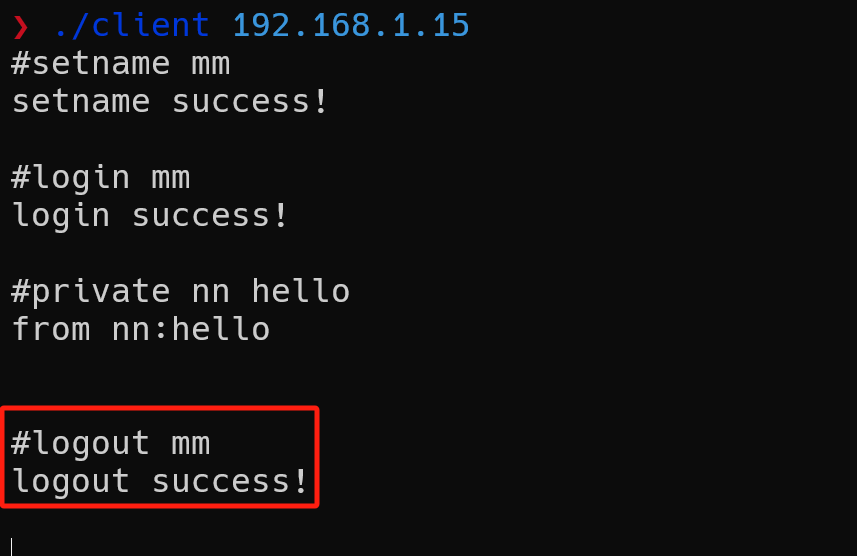 ❯ ./client 192.168.1.15
#setname mm
setname success!
#login mm
login success!
#private nn hello
from nn:hello
#logout mm
logout success!